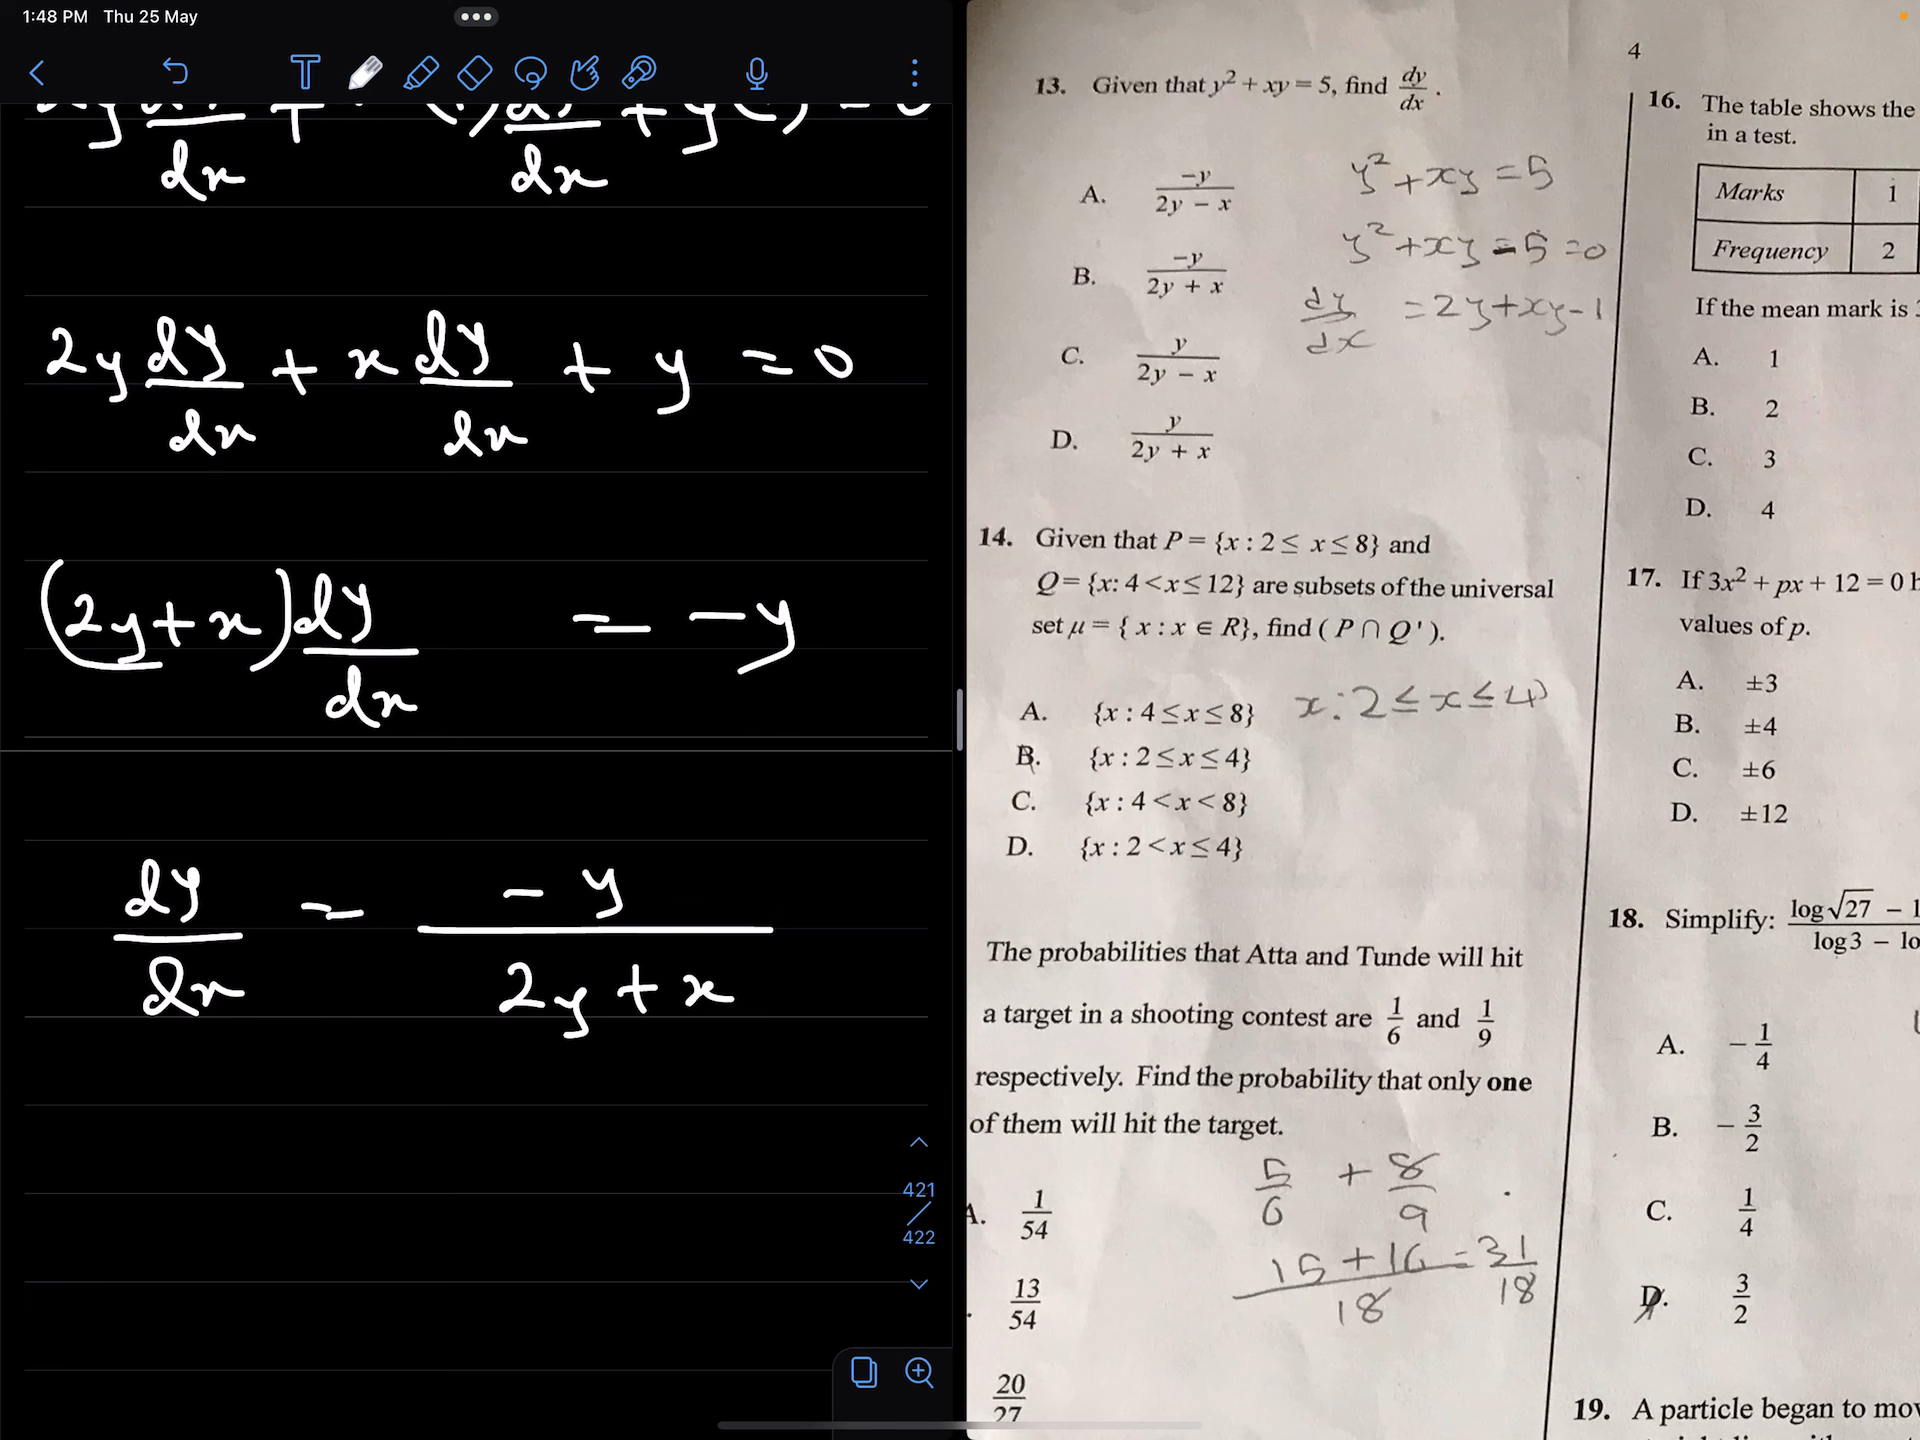 1:48 PM Thu 25 May
dx dx
2y dy/dx + x dy/dx + y = 0
(2y + x) dy/dx = -y
dy/dx = -y/(2y + x)
421
422
4
13. Given that y² + xy = 5, find dy/dx .
A. -y/(2y - x)
B. -y/(2y + x)
C. y/(2y - x)
D. y/(2y + x)
y² + xy = 5
y² + xy - 5 = 0
dy/dx = 2y + xy - 1
14. Given that P = {x : 2 ≤ x ≤ 8} and
Q = {x: 4 < x ≤ 12} are subsets of the universal
set μ = { x : x ∈ R}, find ( P ∩ Q ' ).
A. {x : 4 ≤ x ≤ 8}
B. {x : 2 ≤ x ≤ 4}
C. {x : 4 < x < 8}
D. {x : 2 < x ≤ 4}
x : 2 ≤ x ≤ 4
The probabilities that Atta and Tunde will hit
a target in a shooting contest are 1/6 and 1/9
respectively. Find the probability that only one
of them will hit the target.
A. 1/54
. 13/54
20/27
5/6 + 8/9
15 + 16/18 = 31/18
16. The table shows the
in a test.
Marks 1
Frequency 2
If the mean mark is
A. 1
B. 2
C. 3
D. 4
17. If 3x² + px + 12 = 0
values of p.
A. ±3
B. ±4
C. ±6
D. ±12
18. Simplify: log√27 - / log3 - lo
A. -1/4
B. -3/2
C. 1/4
D. 3/2
19. A particle began to mov